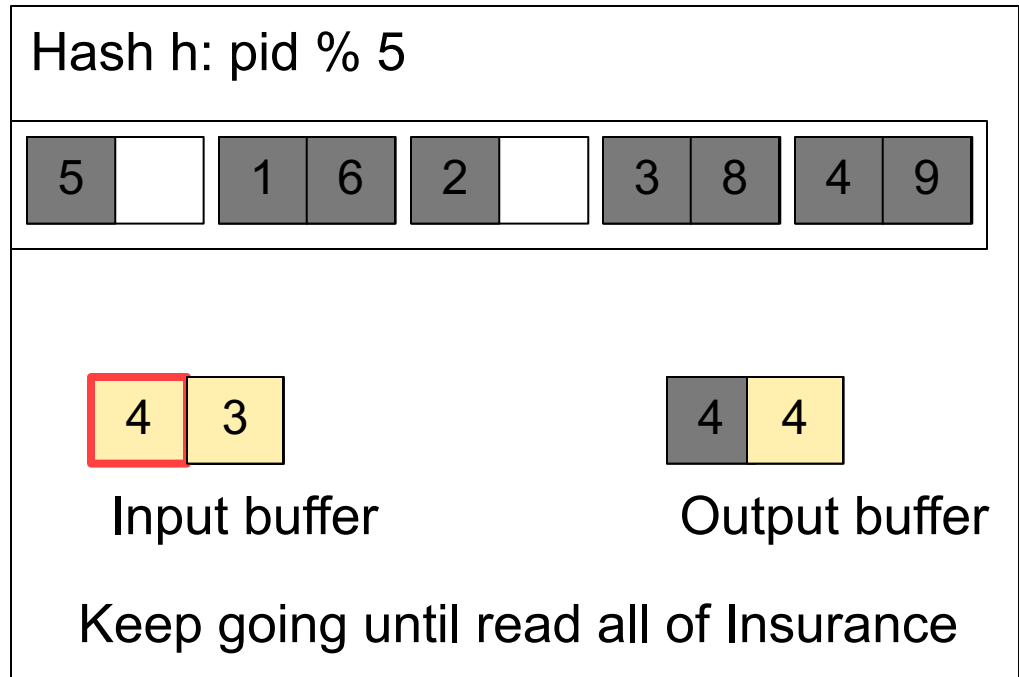 Hash h: pid % 5
5 1 6 2 3 8 4 9
4 3 4 4
Input buffer Output buffer
Keep going until read all of Insurance